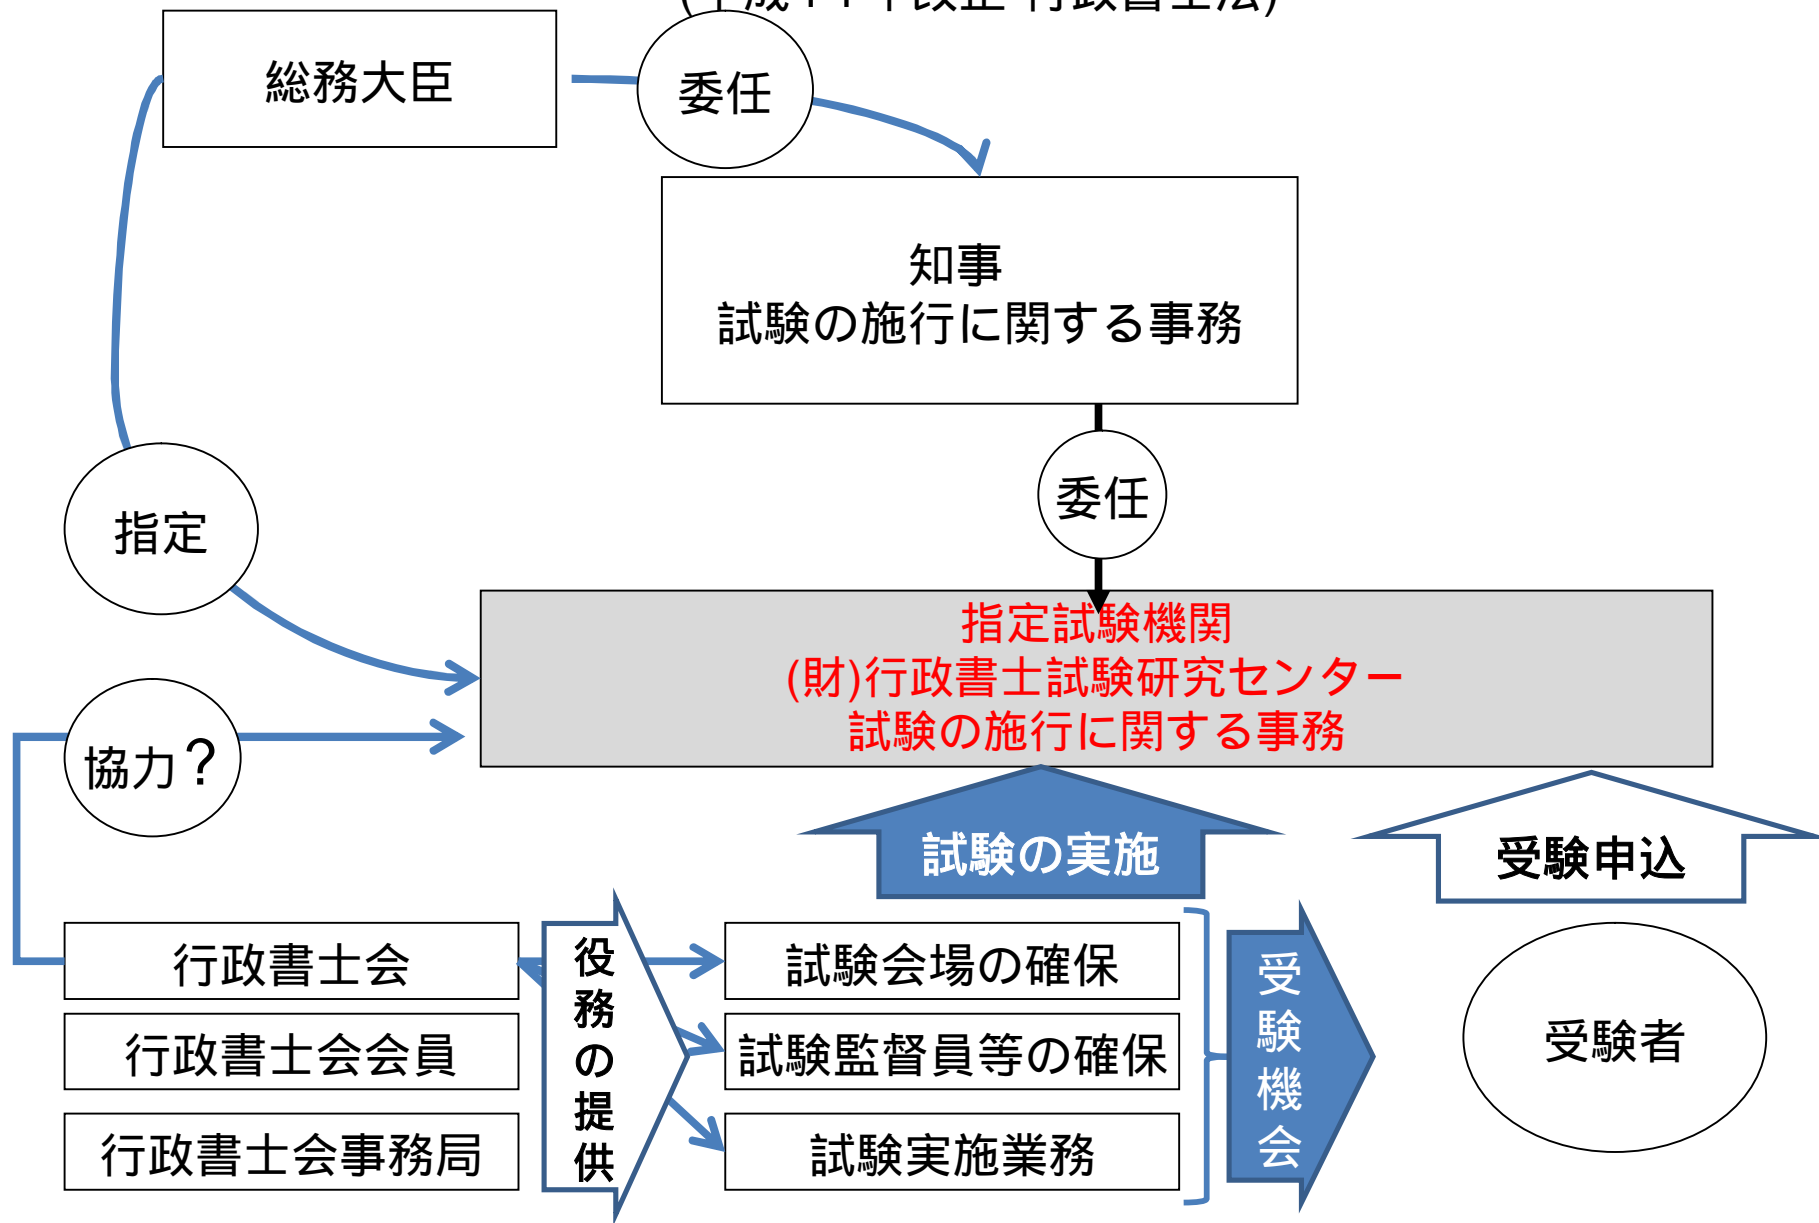 行政書士法)
総務大臣
委任
知事
試験の施行に関する事務
委任
指定
指定試験機関
(財)行政書士試験研究センター
試験の施行に関する事務
協力？
試験の実施
受験申込
行政書士会
行政書士会会員
行政書士会事務局
役務の提供
試験会場の確保
試験監督員等の確保
試験実施業務
受験機会
受験者